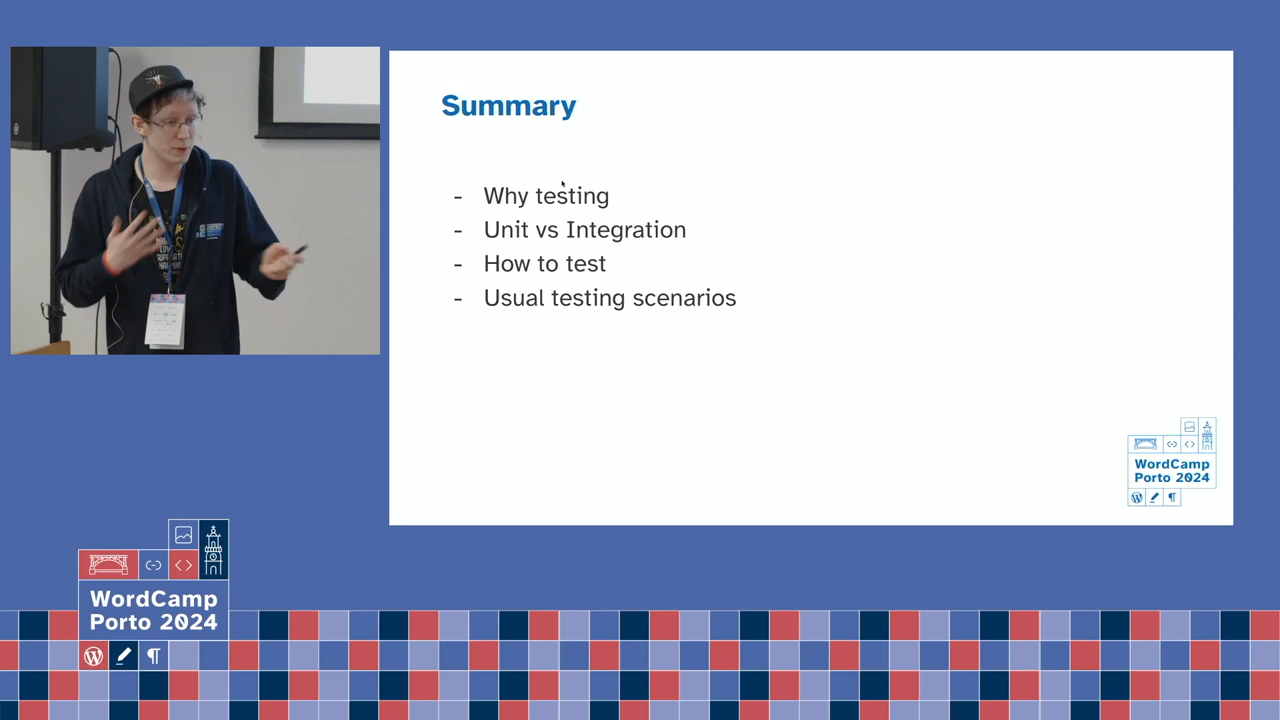 Summary
- Why testing
- Unit vs Integration
- How to test
- Usual testing scenarios
WordCamp
Porto 2024
WordCamp
Porto 2024